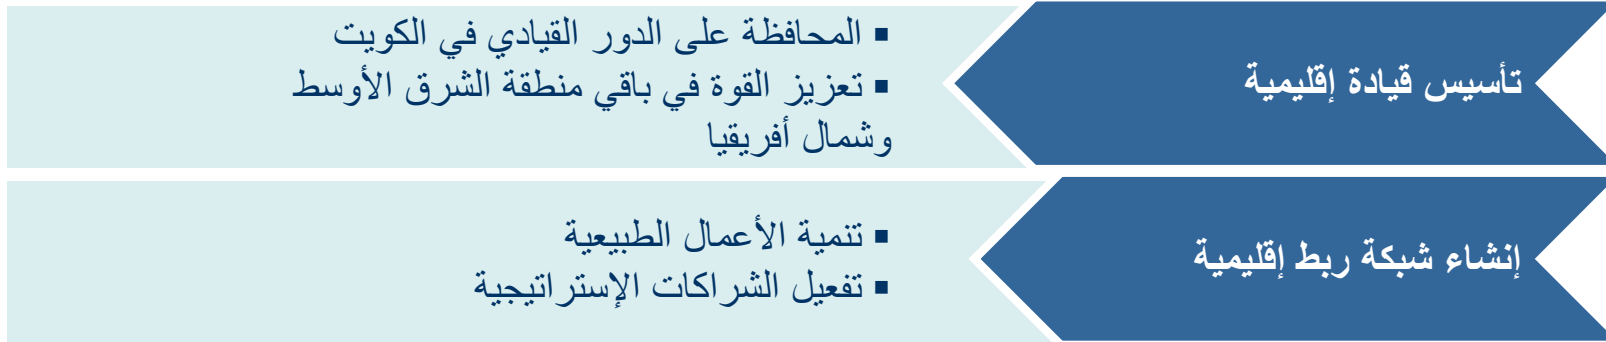 تأسيس قيادة إقليمية
▪ المحافظة على الدور القيادي في الكويت
▪ تعزيز القوة في باقي منطقة الشرق الأوسط
وشمال أفريقيا
إنشاء شبكة ربط إقليمية
▪ تنمية الأعمال الطبيعية
▪ تفعيل الشراكات الإستراتيجية